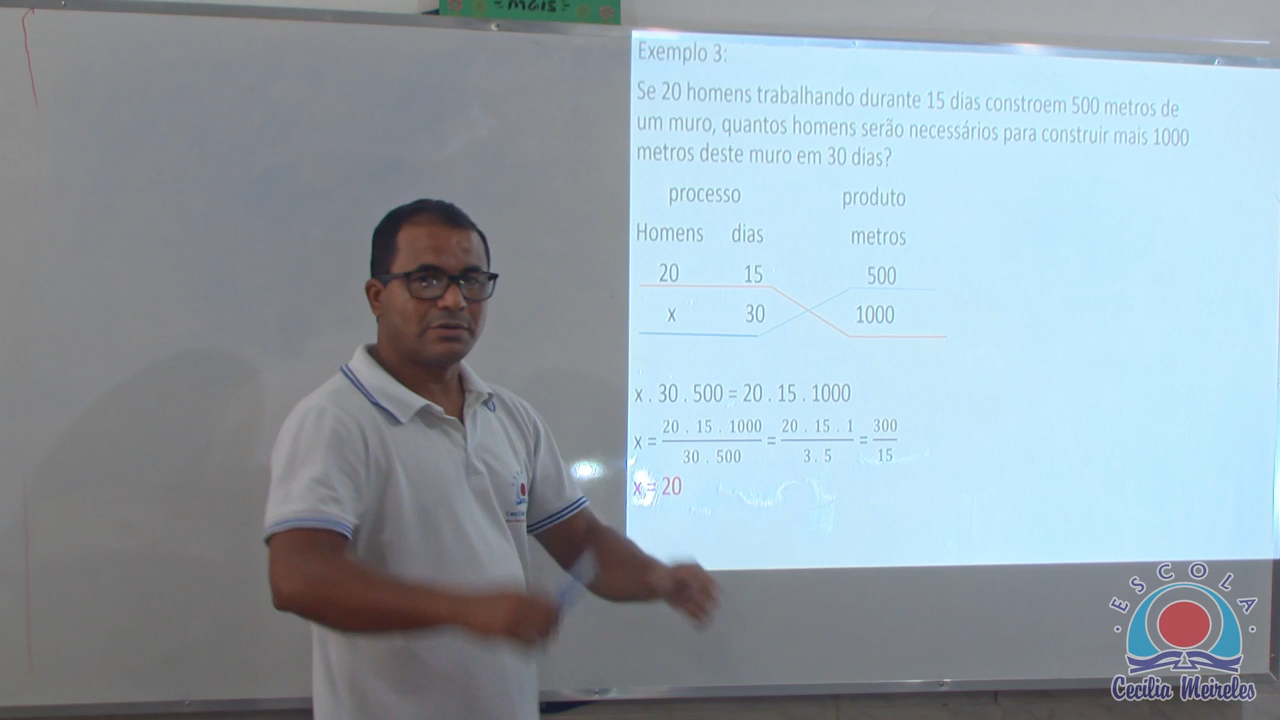 MAIS
Exemplo 3:
Se 20 homens trabalhando durante 15 dias constroem 500 metros de
um muro, quantos homens serão necessários para construir mais 1000
metros deste muro em 30 dias?
processo produto
Homens dias metros
20 15 500
x 30 1000
x . 30 . 500 = 20 . 15 . 1000
x = 20 . 15 . 1000 / 30 . 500 = 20 . 15 . 1 / 3 . 5 = 300 / 15
x = 20
ESCOLA
Cecilia Meireles